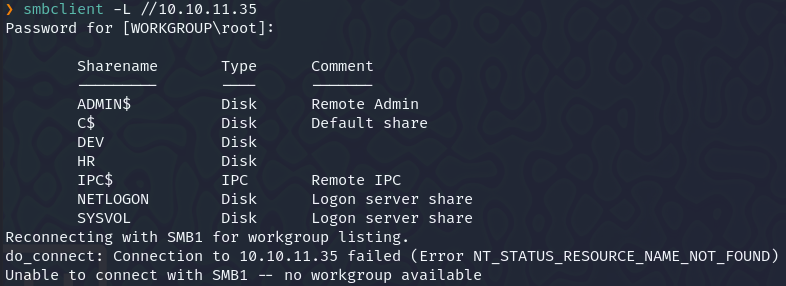 ❯ smbclient -L //10.10.11.35
Password for [WORKGROUP\root]:
Sharename Type Comment
--------- ---- -------
ADMIN$ Disk Remote Admin
C$ Disk Default share
DEV Disk
HR Disk
IPC$ IPC Remote IPC
NETLOGON Disk Logon server share
SYSVOL Disk Logon server share
Reconnecting with SMB1 for workgroup listing.
do_connect: Connection to 10.10.11.35 failed (Error NT_STATUS_RESOURCE_NAME_NOT_FOUND)
Unable to connect with SMB1 -- no workgroup available